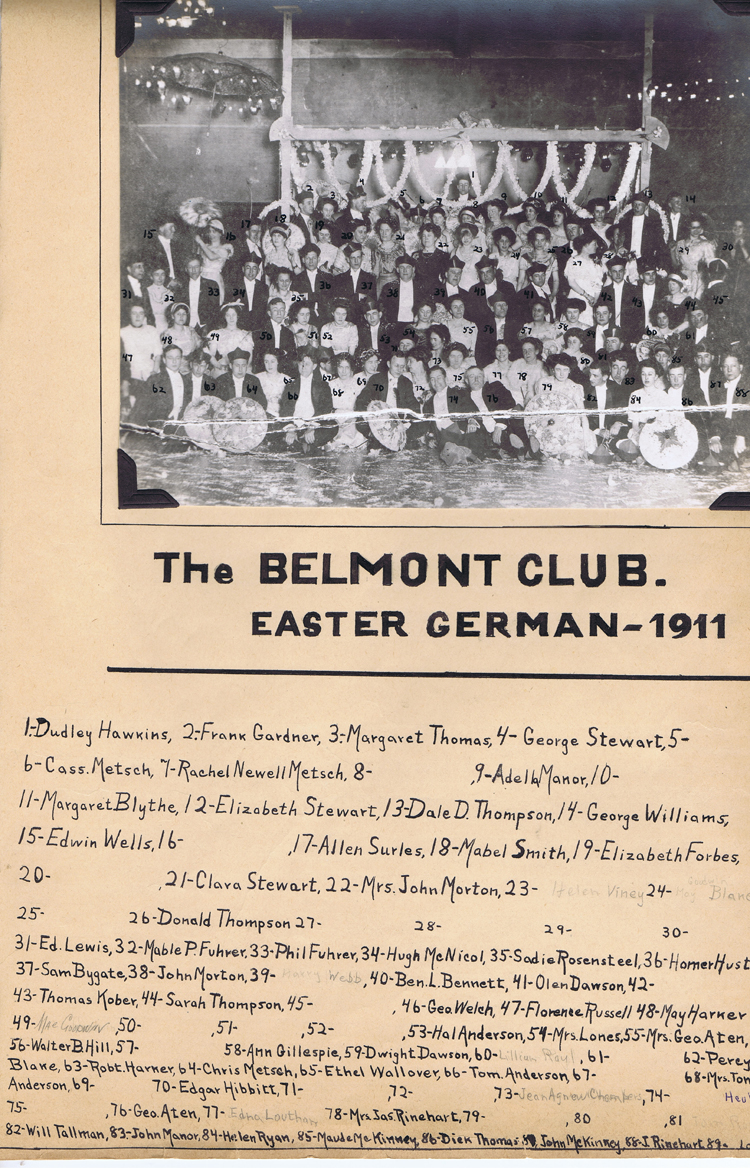 The BELMONT CLUB.
EASTER GERMAN-1911
1-Dudley Hawkins, 2-Frank Gardner, 3-Margaret Thomas, 4- George Stewart, 5-
6-Cass. Metsch, 7-Rachel Newell Metsch, 8- ,9-Adella Manor, 10-
11-Margaret Blythe, 12-Elizabeth Stewart, 13-Dale D. Thompson, 14-George Williams,
15-Edwin Wells, 16- ,17-Allen Surles, 18-Mabel Smith, 19-Elizabeth Forbes,
20- ,21-Clara Stewart, 22-Mrs. John Morton, 23- Helen Viney 24- Blanc
25- 26-Donald Thompson 27- 28- 29- 30-
31-Ed. Lewis, 32-Mable P. Fuhrer, 33-Phil Fuhrer, 34-Hugh McNicol, 35-Sadie Rosensteel, 36-Homer Hust
37-Sam Bygate, 38-John Morton, 39- Harry Webb, 40-Ben. L. Bennett, 41-Olen Dawson, 42-
43-Thomas Kober, 44-Sarah Thompson, 45- ,46-Geo Welch, 47-Florence Russell 48-May Harker
49- ,50- ,51- ,52- ,53-Hal Anderson, 54-Mrs. Lones, 55-Mrs. Geo. Aten,
56-Walter B. Hill, 57- 58-Ann Gillespie, 59-Dwight Dawson, 60- Lillian ,61- 62-Percy
Blake, 63-Robt. Harner, 64-Chris Metsch, 65-Ethel Wallover, 66-Tom. Anderson, 67- 68-Mrs. Tom
Anderson, 69- 70-Edgar Hibbitt, 71- ,72- ,73-Jean Agnew Chambers, 74-
75- ,76-Geo. Aten, 77- Edna Louthan 78-Mrs. Jas. Rinehart, 79- ,80 ,81
82-Will Tallman, 83-John Manor, 84-Helen Ryan, 85-Maude McKinney, 86-Dick Thomas 87, John McKinney, 88-J. Rinehart, 89-